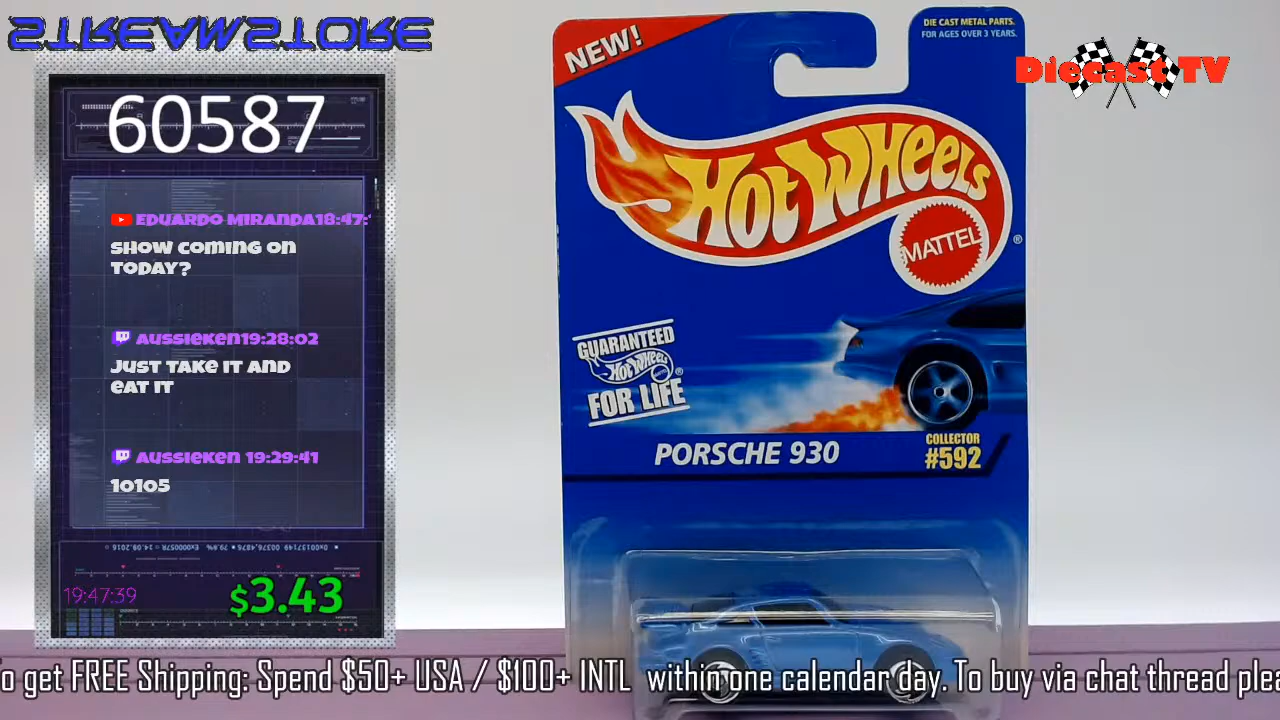 STREAMSTORE
60587
EDUARDO MIRANDA18:47:
SHOW COMING ON
TODAY?
AUSSIEKEN19:28:02
JUST TAKE IT AND
EAT IT
AUSSIEKEN 19:29:41
10105
19:47:39
$3.43
NEW!
DIE CAST METAL PARTS.
FOR AGES OVER 3 YEARS.
Diecast TV
HOT WHEELS
MATTEL
®
GUARANTEED
HOT WHEELS
®
FOR LIFE
PORSCHE 930
COLLECTOR
#592
o get FREE Shipping: Spend $50+ USA / $100+ INTL within one calendar day. To buy via chat thread plea